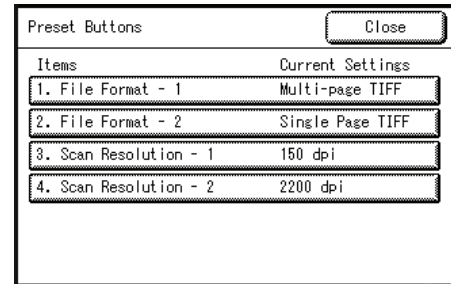 Preset Buttons Close
Items Current Settings
1. File Format - 1 Multi-page TIFF
2. File Format - 2 Single Page TIFF
3. Scan Resolution - 1 150 dpi
4. Scan Resolution - 2 2200 dpi